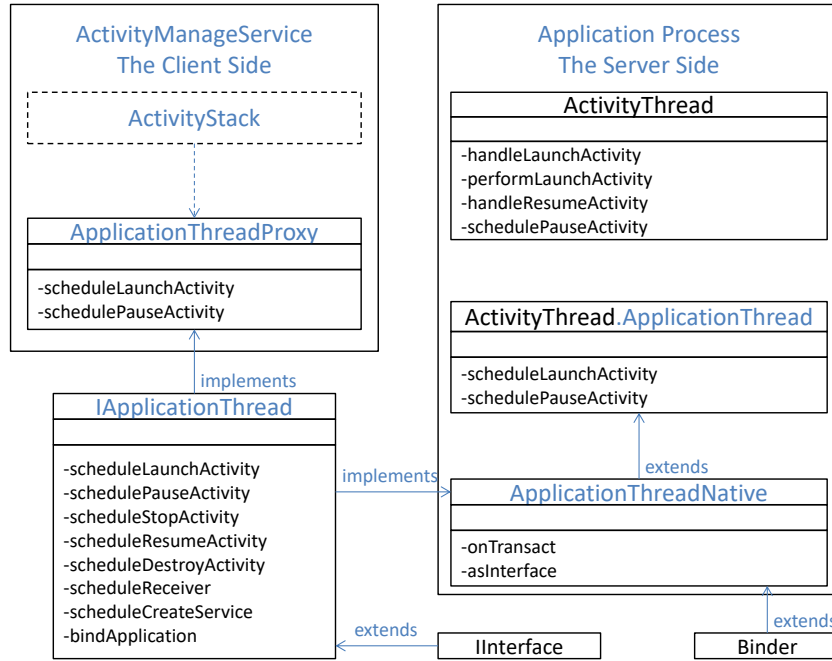 ActivityManageService
The Client Side
ActivityStack
ApplicationThreadProxy
-scheduleLaunchActivity
-schedulePauseActivity
implements
IApplicationThread
-scheduleLaunchActivity
-schedulePauseActivity
-scheduleStopActivity
-scheduleResumeActivity
-scheduleDestroyActivity
-scheduleReceiver
-scheduleCreateService
-bindApplication
implements
extends
IInterface
Application Process
The Server Side
ActivityThread
-handleLaunchActivity
-performLaunchActivity
-handleResumeActivity
-schedulePauseActivity
ActivityThread.ApplicationThread
-scheduleLaunchActivity
-schedulePauseActivity
extends
ApplicationThreadNative
-onTransact
-asInterface
extends
Binder